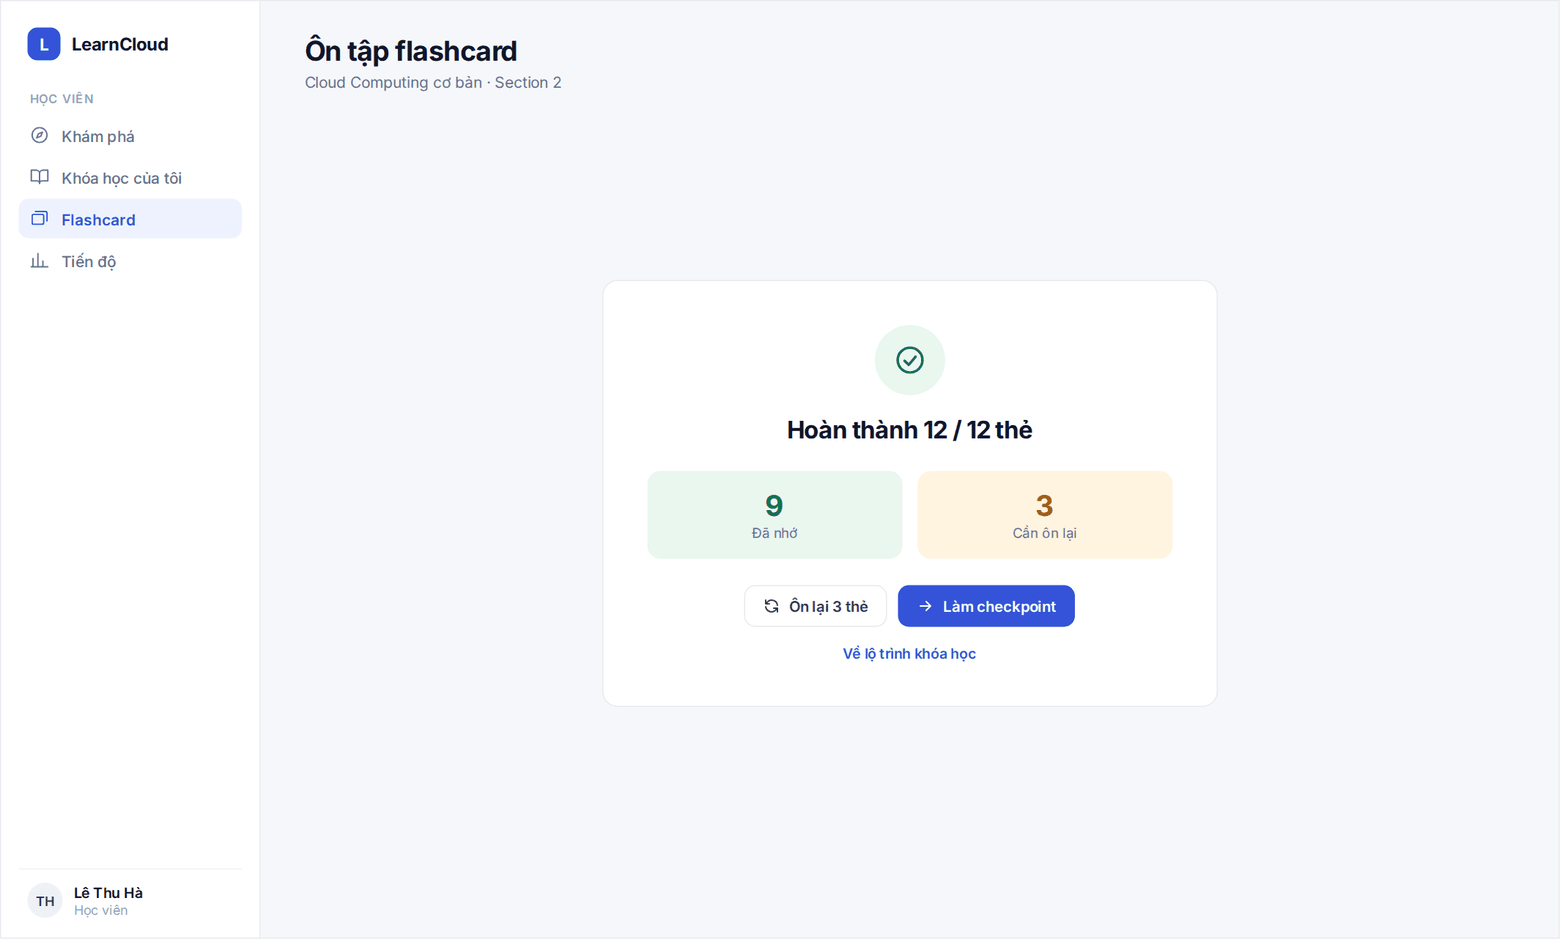 L LearnCloud
HỌC VIÊN
Khám phá
Khóa học của tôi
Flashcard
Tiến độ
TH
Lê Thu Hà
Học viên
Ôn tập flashcard
Cloud Computing cơ bản · Section 2
Hoàn thành 12 / 12 thẻ
9
Đã nhớ
3
Cần ôn lại
Ôn lại 3 thẻ
Làm checkpoint
Về lộ trình khóa học